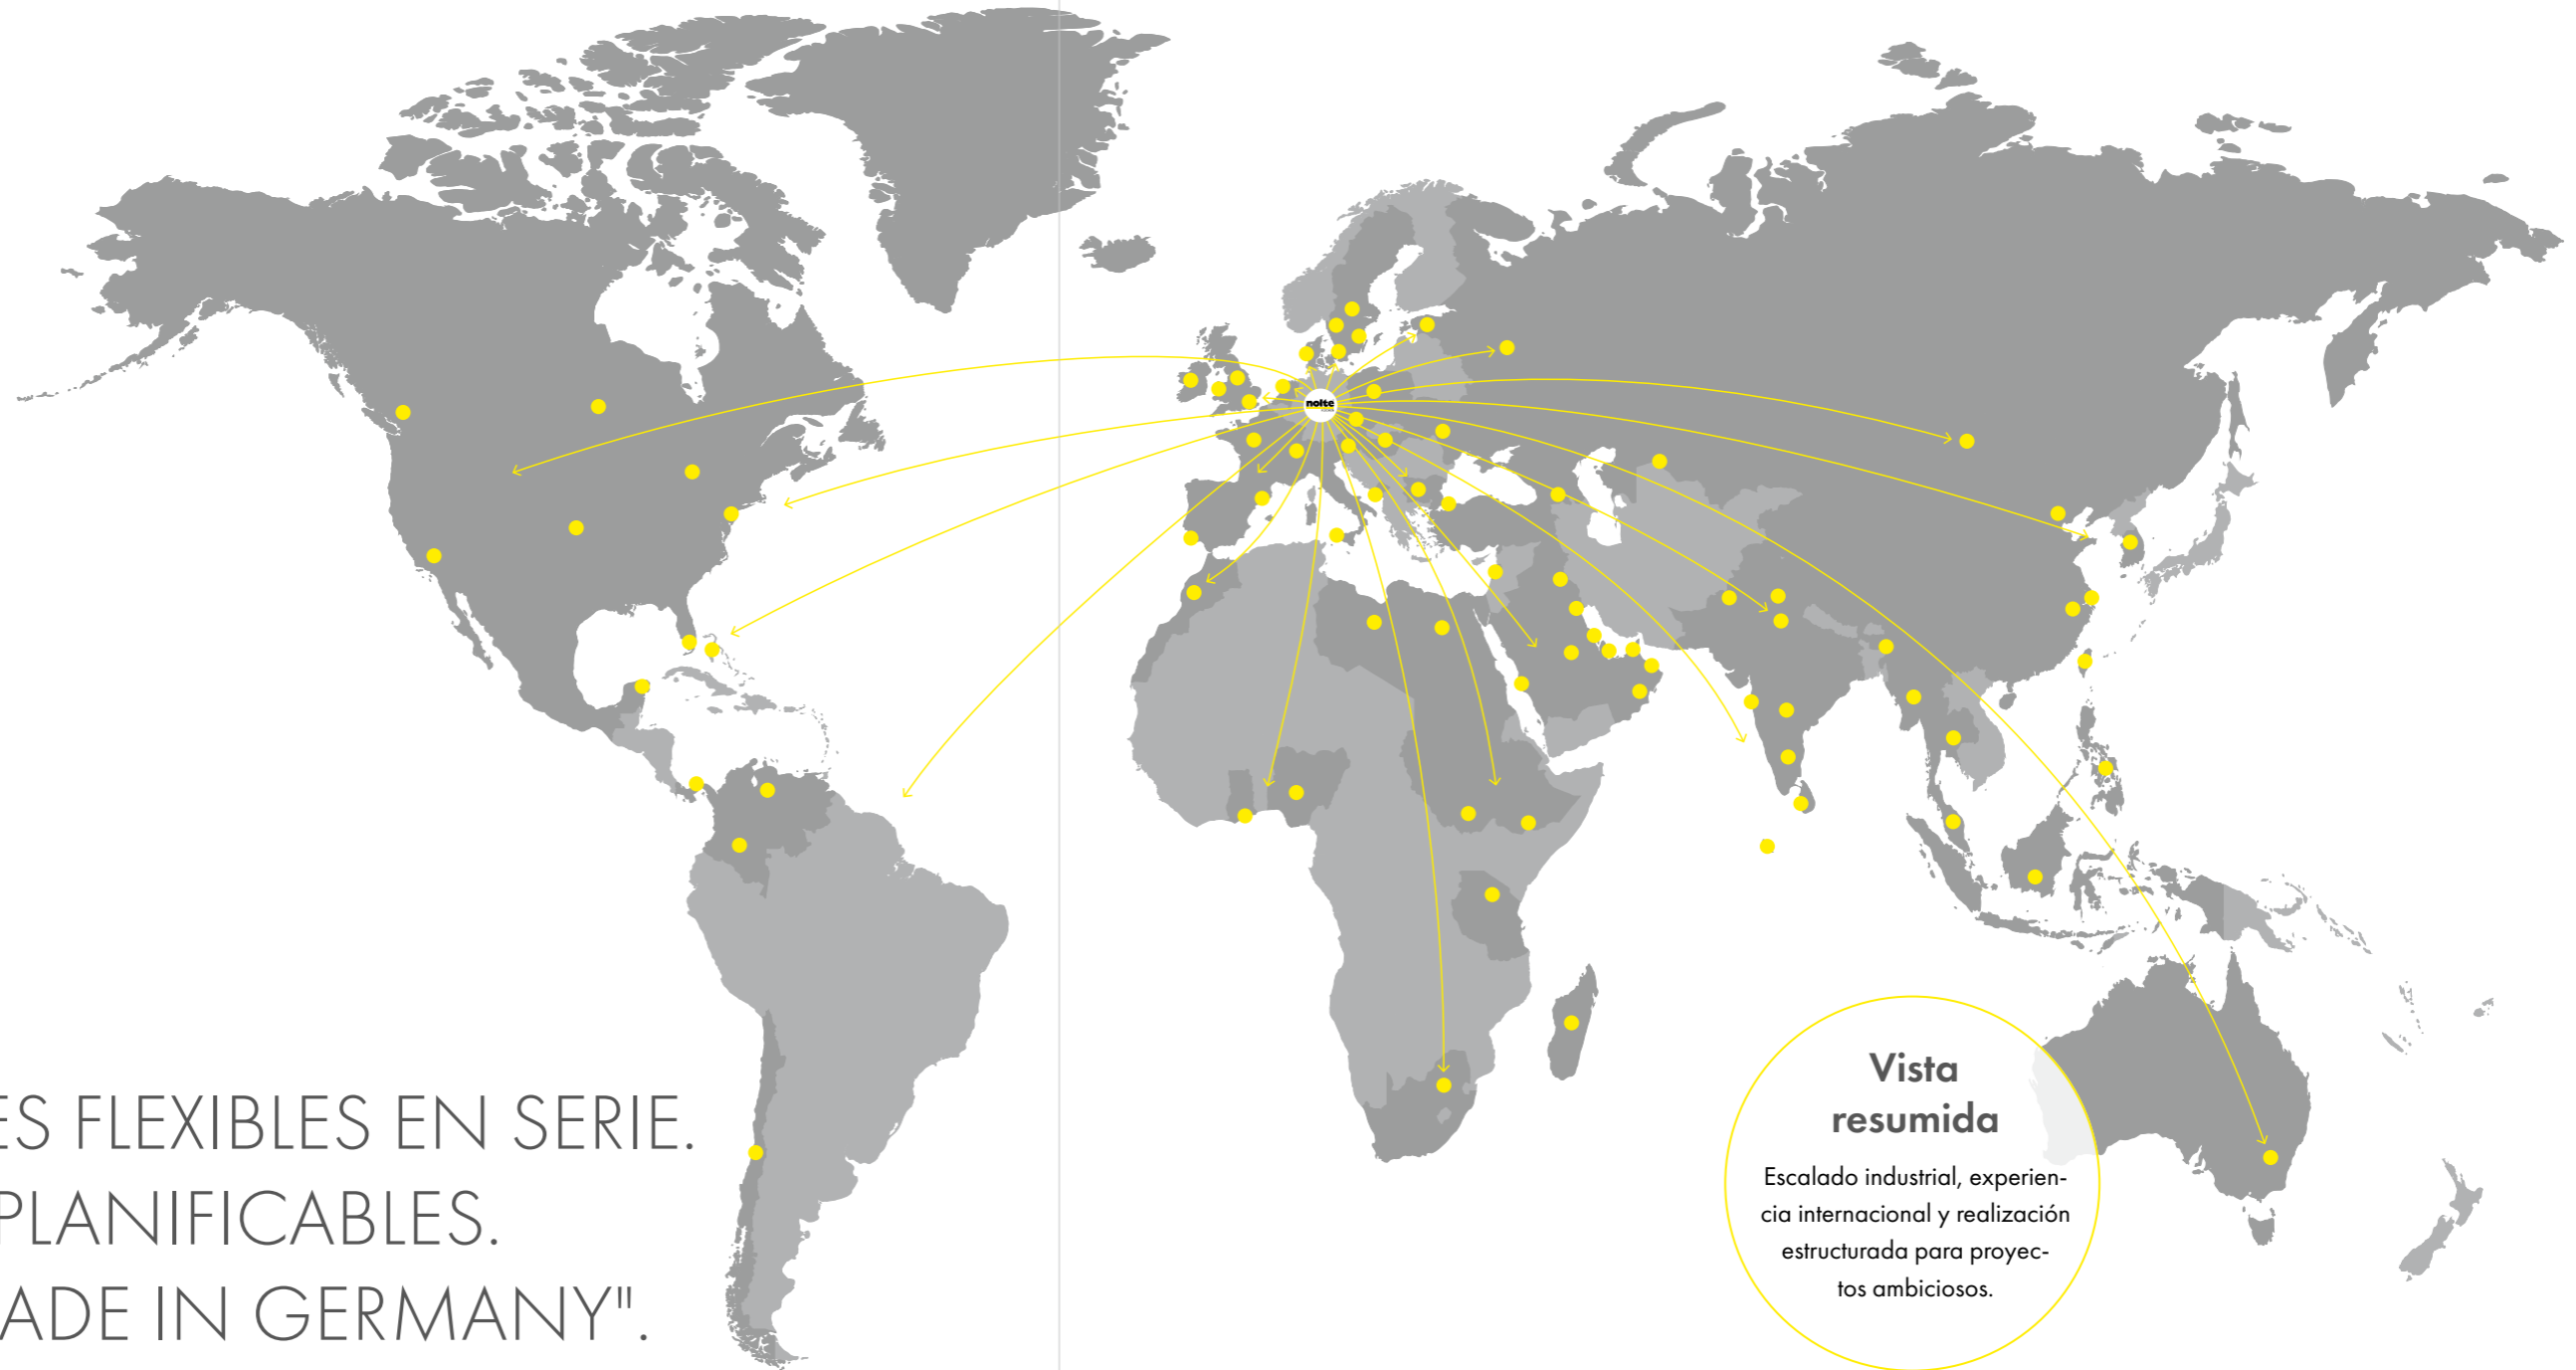 nolte
ES FLEXIBLES EN SERIE.
PLANIFICABLES.
ADE IN GERMANY".
Vista
resumida
Escalado industrial, experien-
cia internacional y realización
estructurada para proyec-
tos ambiciosos.